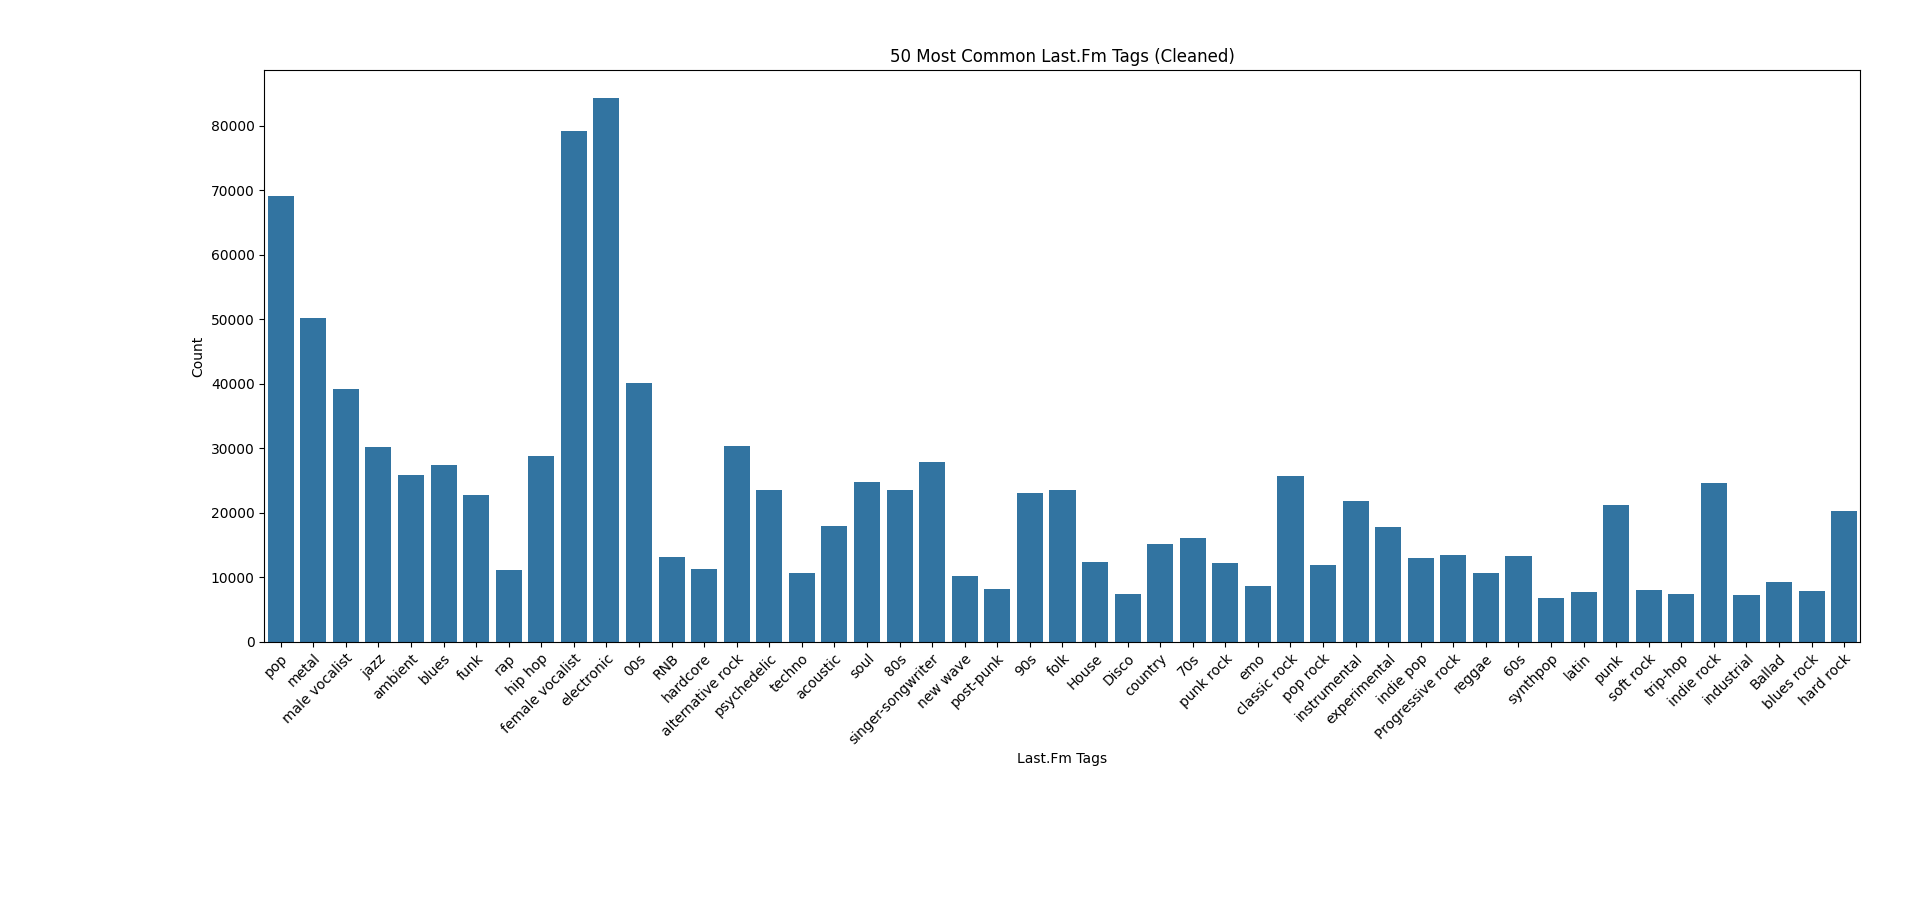 50 Most Common Last.Fm Tags (Cleaned)
80000
70000
60000
50000
40000
30000
20000
10000
0
Count
pop
metal
male vocalist
jazz
ambient
blues
funk
rap
hip hop
female vocalist
electronic
00s
RNB
hardcore
alternative rock
psychedelic
techno
acoustic
soul
80s
singer-songwriter
new wave
post-punk
90s
folk
House
Disco
country
70s
punk rock
emo
classic rock
pop rock
instrumental
experimental
indie pop
Progressive rock
reggae
60s
synthpop
latin
punk
soft rock
trip-hop
indie rock
industrial
Ballad
blues rock
hard rock
Last.Fm Tags